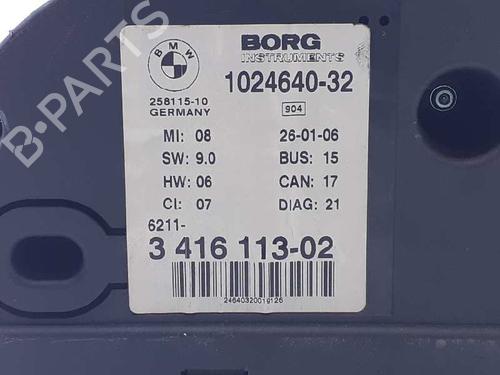 BMW
BORG
INSTRUMENTS
1024640-32
258115-10
GERMANY
904
MI: 08 26-01-06
SW: 9.0 BUS: 15
HW: 06 CAN: 17
CI: 07 DIAG: 21
6211-
3 416 113-02
24640320019126
B-PARTS